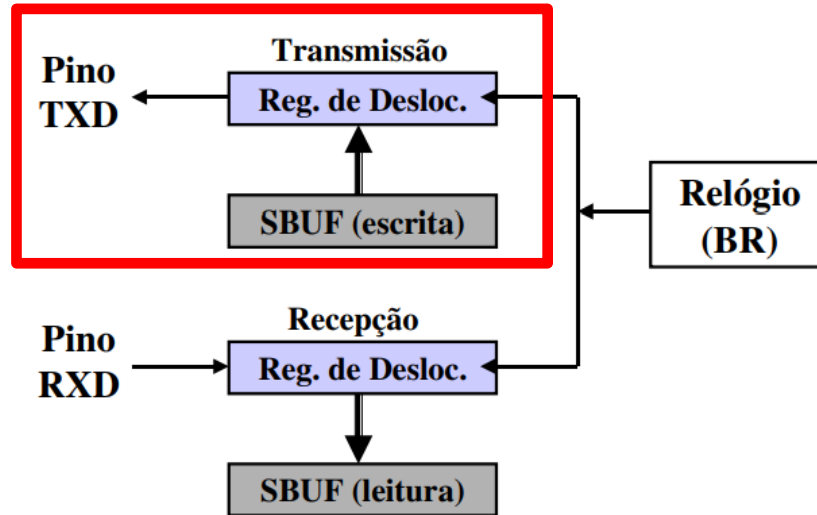 Transmissão
Pino
TXD
Reg. de Desloc.
SBUF (escrita)
Relógio
(BR)
Recepção
Pino
RXD
Reg. de Desloc.
SBUF (leitura)